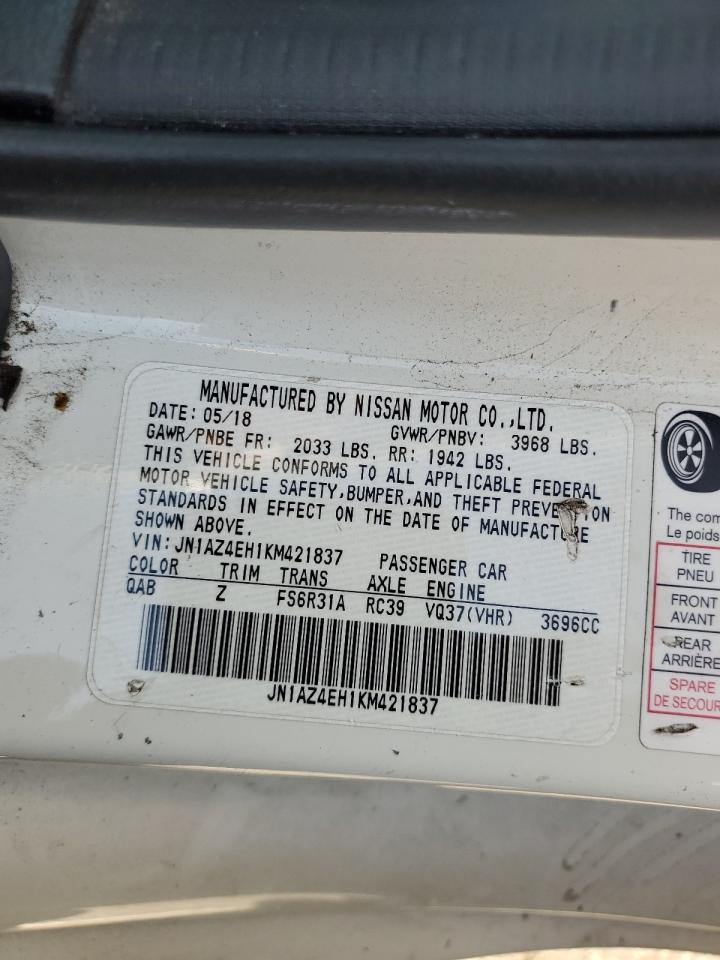 MANUFACTURED BY NISSAN MOTOR CO.,LTD.
DATE: 05/18 GVWR/PNBV: 3968 LBS.
GAWR/PNBE FR: 2033 LBS. RR: 1942 LBS.
THIS VEHICLE CONFORMS TO ALL APPLICABLE FEDERAL
MOTOR VEHICLE SAFETY,BUMPER,AND THEFT PREVENTION
STANDARDS IN EFFECT ON THE DATE OF MANUFACTURE
SHOWN ABOVE.
VIN: JN1AZ4EH1KM421837 PASSENGER CAR
COLOR TRIM TRANS AXLE ENGINE
QAB Z FS6R31A RC39 VQ37(VHR) 3696CC
JN1AZ4EH1KM421837
The com
Le poids
TIRE
PNEU
FRONT
AVANT
REAR
ARRIÈRE
SPARE
DE SECOUR